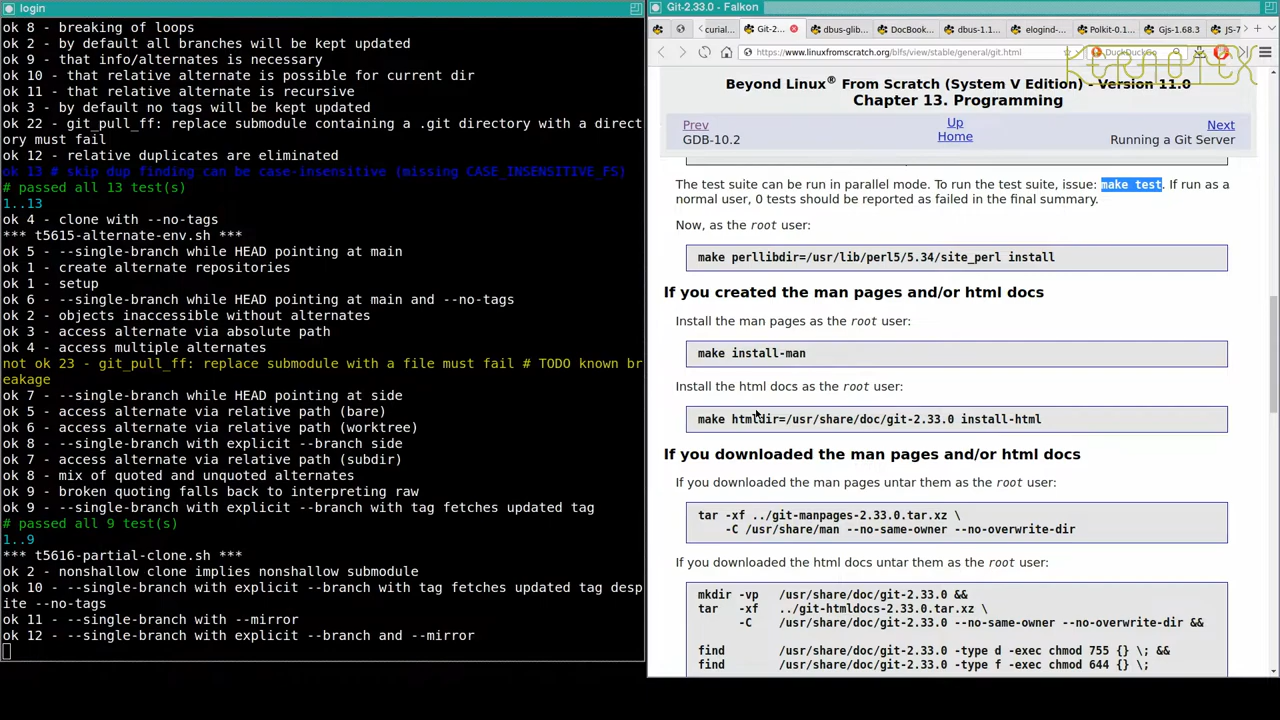 login
ok 8 - breaking of loops
ok 2 - by default all branches will be kept updated
ok 9 - that info/alternates is necessary
ok 10 - that relative alternate is possible for current dir
ok 11 - that relative alternate is recursive
ok 3 - by default no tags will be kept updated
ok 22 - git_pull_ff: replace submodule containing a .git directory with a direct
ory must fail
ok 12 - relative duplicates are eliminated
ok 13 # skip dup finding can be case-insensitive (missing CASE_INSENSITIVE_FS)
# passed all 13 test(s)
1..13
ok 4 - clone with --no-tags
*** t5615-alternate-env.sh ***
ok 5 - --single-branch while HEAD pointing at main
ok 1 - create alternate repositories
ok 1 - setup
ok 6 - --single-branch while HEAD pointing at main and --no-tags
ok 2 - objects inaccessible without alternates
ok 3 - access alternate via absolute path
ok 4 - access multiple alternates
not ok 23 - git_pull_ff: replace submodule with a file must fail # TODO known br
eakage
ok 7 - --single-branch while HEAD pointing at side
ok 5 - access alternate via relative path (bare)
ok 6 - access alternate via relative path (worktree)
ok 8 - --single-branch with explicit --branch side
ok 7 - access alternate via relative path (subdir)
ok 8 - mix of quoted and unquoted alternates
ok 9 - broken quoting falls back to interpreting raw
ok 9 - --single-branch with explicit --branch with tag fetches updated tag
# passed all 9 test(s)
1..9
*** t5616-partial-clone.sh ***
ok 2 - nonshallow clone implies nonshallow submodule
ok 10 - --single-branch with explicit --branch with tag fetches updated tag desp
ite --no-tags
ok 11 - --single-branch with --mirror
ok 12 - --single-branch with explicit --branch and --mirror
Git-2.33.0 - Falkon
curial... Git-2... dbus-glib... DocBook... dbus-1.1... elogind-... Polkit-0.1... Gjs-1.68.3 JS-7
https://www.linuxfromscratch.org/blfs/view/stable/general/git.html DuckDuckGo
KERNOTEX
Beyond Linux® From Scratch (System V Edition) - Version 11.0
Chapter 13. Programming
Prev Up Next
GDB-10.2 Home Running a Git Server
The test suite can be run in parallel mode. To run the test suite, issue: make test. If run as a
normal user, 0 tests should be reported as failed in the final summary.
Now, as the root user:
make perllibdir=/usr/lib/perl5/5.34/site_perl install
If you created the man pages and/or html docs
Install the man pages as the root user:
make install-man
Install the html docs as the root user:
make htmldir=/usr/share/doc/git-2.33.0 install-html
If you downloaded the man pages and/or html docs
If you downloaded the man pages untar them as the root user:
tar -xf ../git-manpages-2.33.0.tar.xz \
-C /usr/share/man --no-same-owner --no-overwrite-dir
If you downloaded the html docs untar them as the root user:
mkdir -vp /usr/share/doc/git-2.33.0 &&
tar -xf ../git-htmldocs-2.33.0.tar.xz \
-C /usr/share/doc/git-2.33.0 --no-same-owner --no-overwrite-dir &&
find /usr/share/doc/git-2.33.0 -type d -exec chmod 755 {} \; &&
find /usr/share/doc/git-2.33.0 -type f -exec chmod 644 {} \;